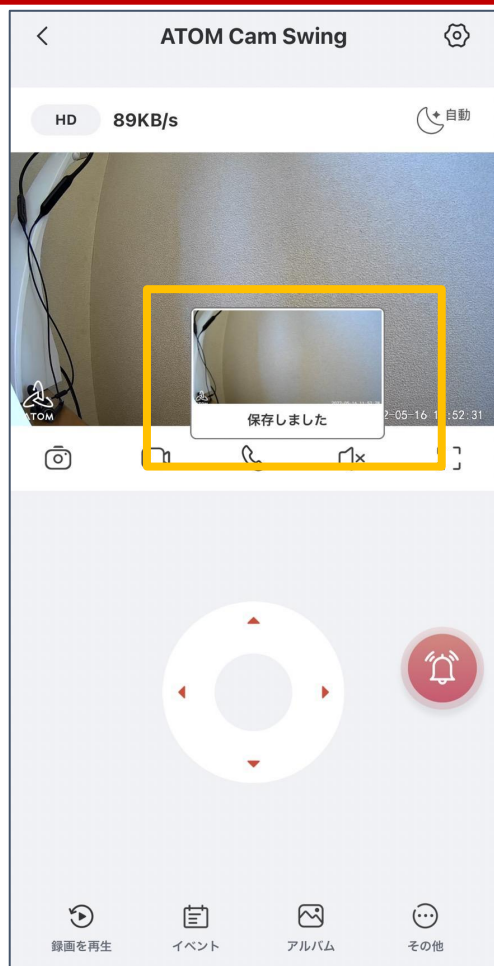 ATOM Cam Swing
HD 89KB/s 自動
ATOM
保存しました
録画を再生 イベント アルバム その他